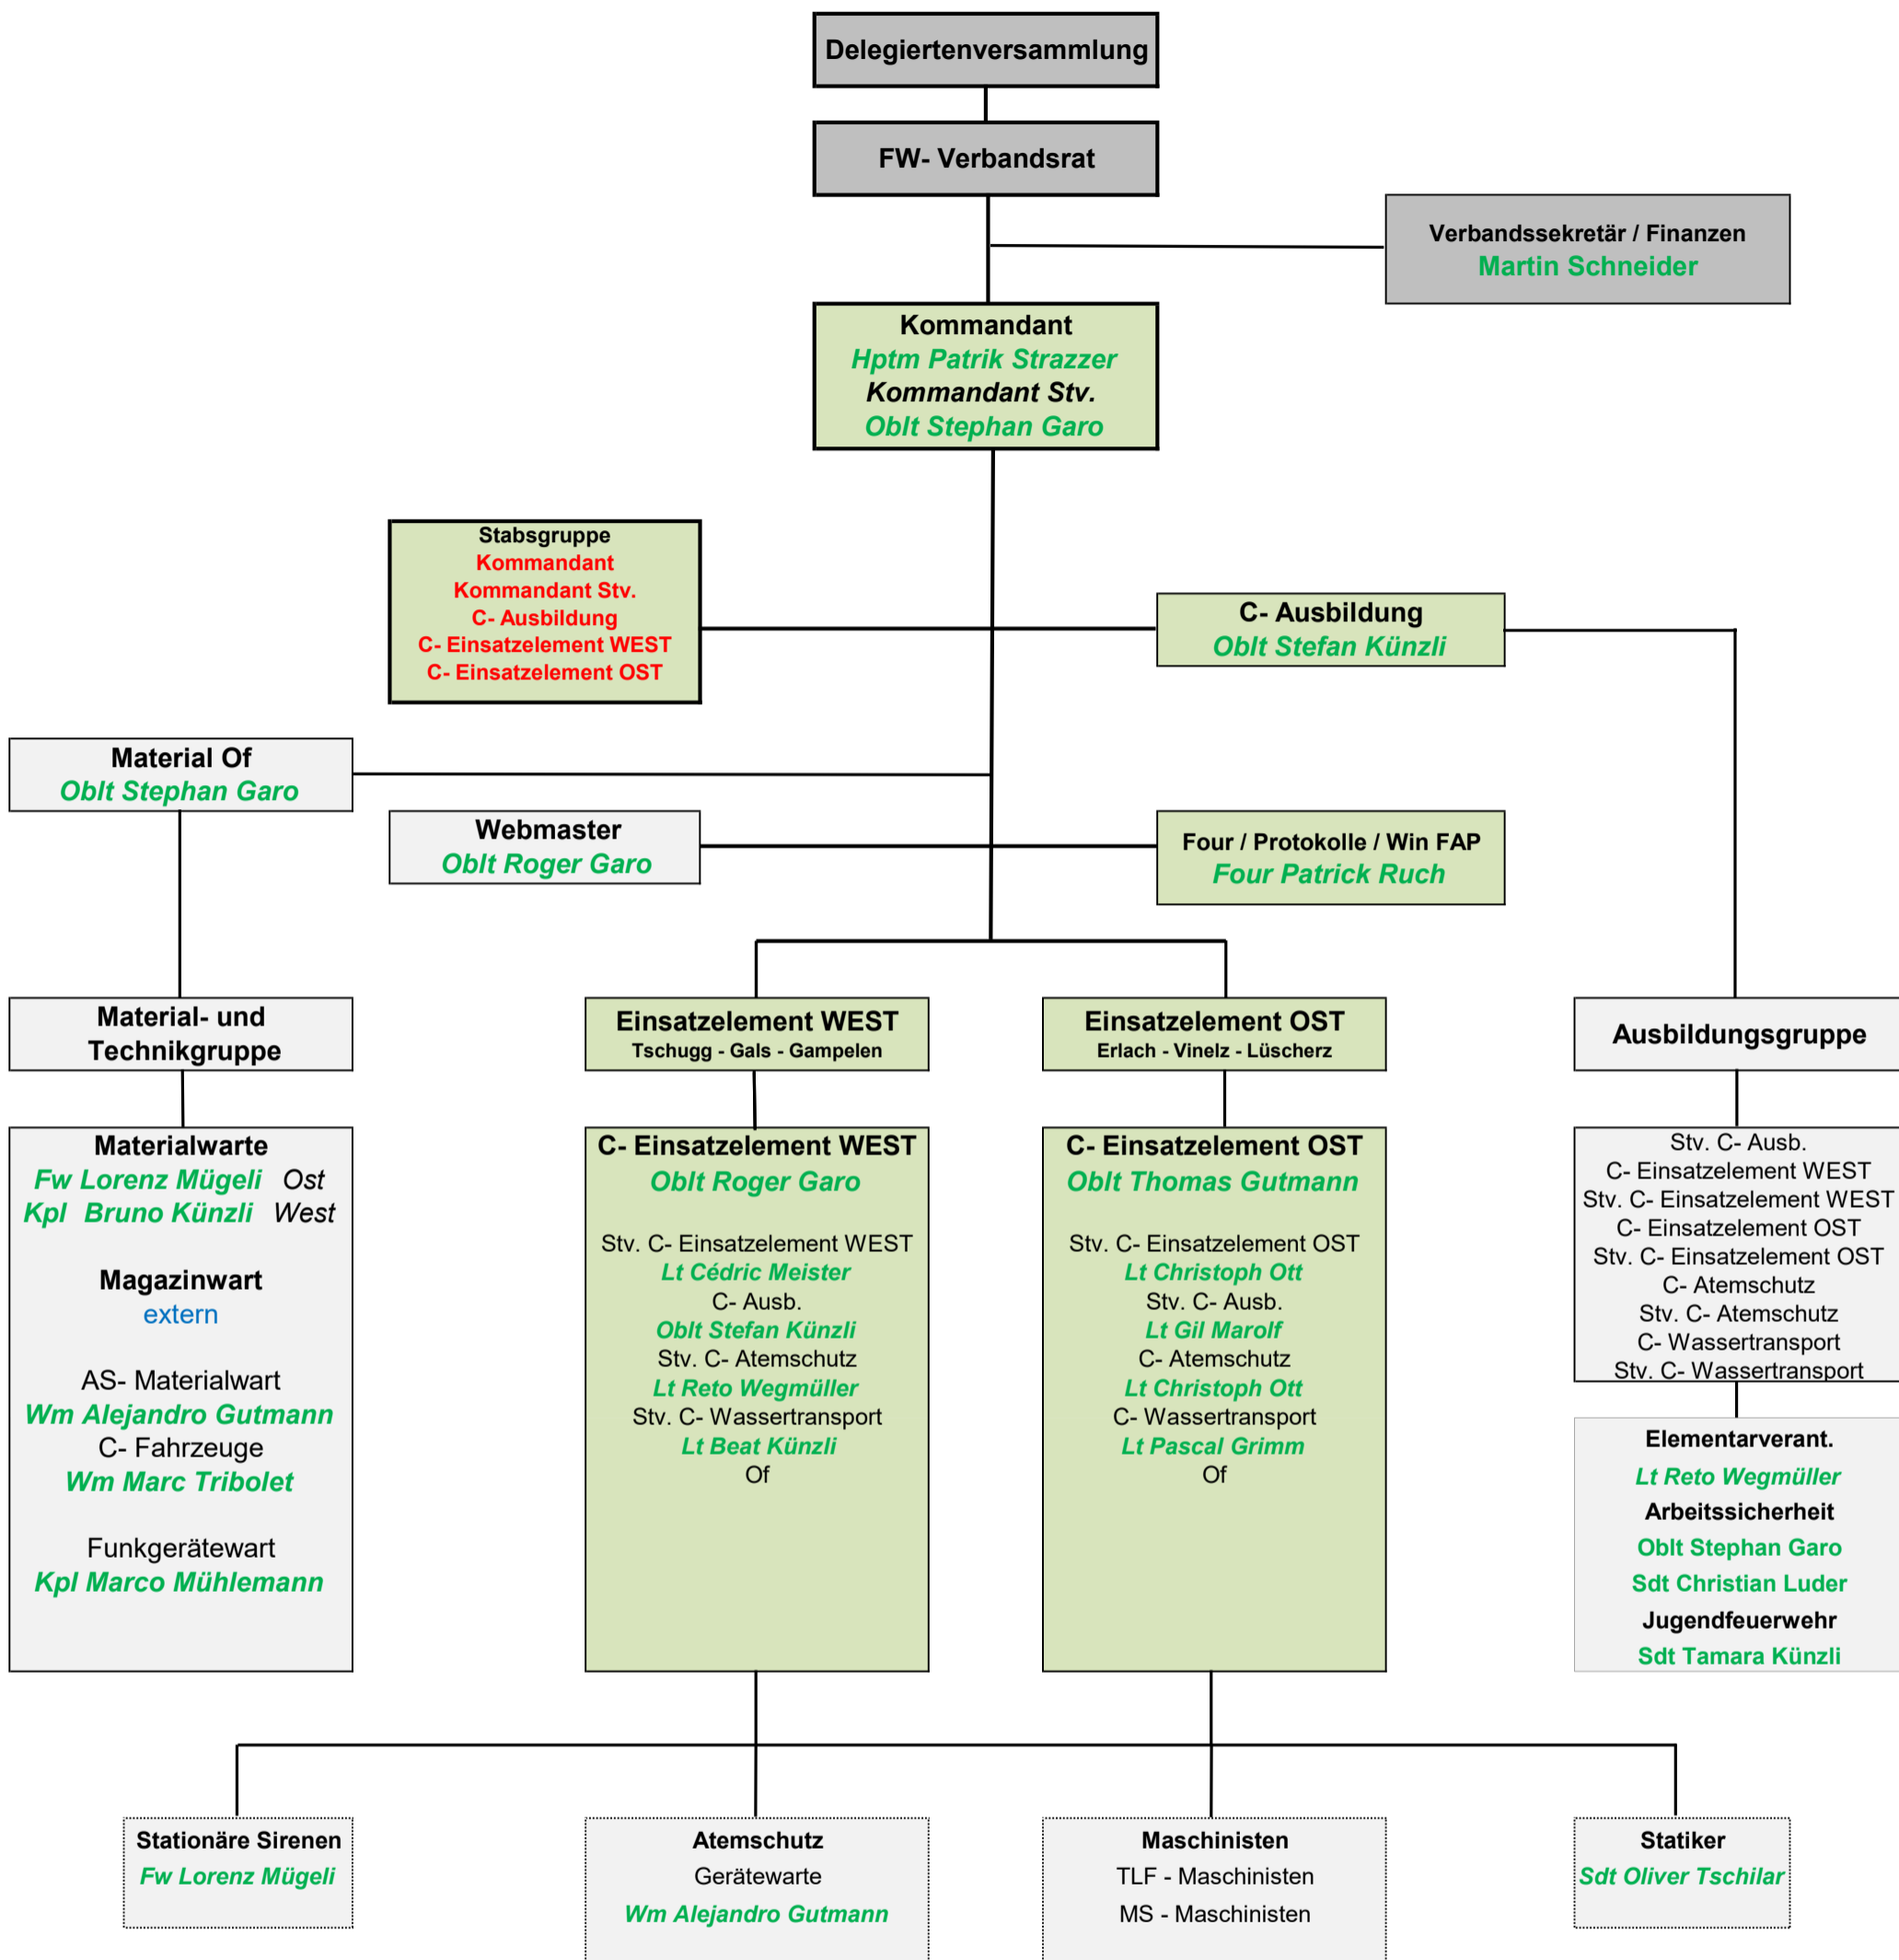 Delegiertenversammlung
FW- Verbandsrat
Verbandssekretär / Finanzen
Martin Schneider
Kommandant
Hptm Patrik Strazzer
Kommandant Stv.
Oblt Stephan Garo
Stabsgruppe
Kommandant
Kommandant Stv.
C- Ausbildung
C- Einsatzelement WEST
C- Einsatzelement OST
C- Ausbildung
Oblt Stefan Künzli
Material Of
Oblt Stephan Garo
Webmaster
Oblt Roger Garo
Four / Protokolle / Win FAP
Four Patrick Ruch
Material- und
Technikgruppe
Einsatzelement WEST
Tschugg - Gals - Gampelen
Einsatzelement OST
Erlach - Vinelz - Lüscherz
Ausbildungsgruppe
Materialwarte
Fw Lorenz Mügeli Ost
Kpl Bruno Künzli West
Magazinwart
extern
AS- Materialwart
Wm Alejandro Gutmann
C- Fahrzeuge
Wm Marc Tribolet
Funkgerätewart
Kpl Marco Mühlemann
C- Einsatzelement WEST
Oblt Roger Garo
Stv. C- Einsatzelement WEST
Lt Cédric Meister
C- Ausb.
Oblt Stefan Künzli
Stv. C- Atemschutz
Lt Reto Wegmüller
Stv. C- Wassertransport
Lt Beat Künzli
Of
C- Einsatzelement OST
Oblt Thomas Gutmann
Stv. C- Einsatzelement OST
Lt Christoph Ott
Stv. C- Ausb.
Lt Gil Marolf
C- Atemschutz
Lt Christoph Ott
C- Wassertransport
Lt Pascal Grimm
Of
Stv. C- Ausb.
C- Einsatzelement WEST
Stv. C- Einsatzelement WEST
C- Einsatzelement OST
Stv. C- Einsatzelement OST
C- Atemschutz
Stv. C- Atemschutz
C- Wassertransport
Stv. C- Wassertransport
Elementarverant.
Lt Reto Wegmüller
Arbeitssicherheit
Oblt Stephan Garo
Sdt Christian Luder
Jugendfeuerwehr
Sdt Tamara Künzli
Stationäre Sirenen
Fw Lorenz Mügeli
Atemschutz
Gerätewarte
Wm Alejandro Gutmann
Maschinisten
TLF - Maschinisten
MS - Maschinisten
Statiker
Sdt Oliver Tschilar